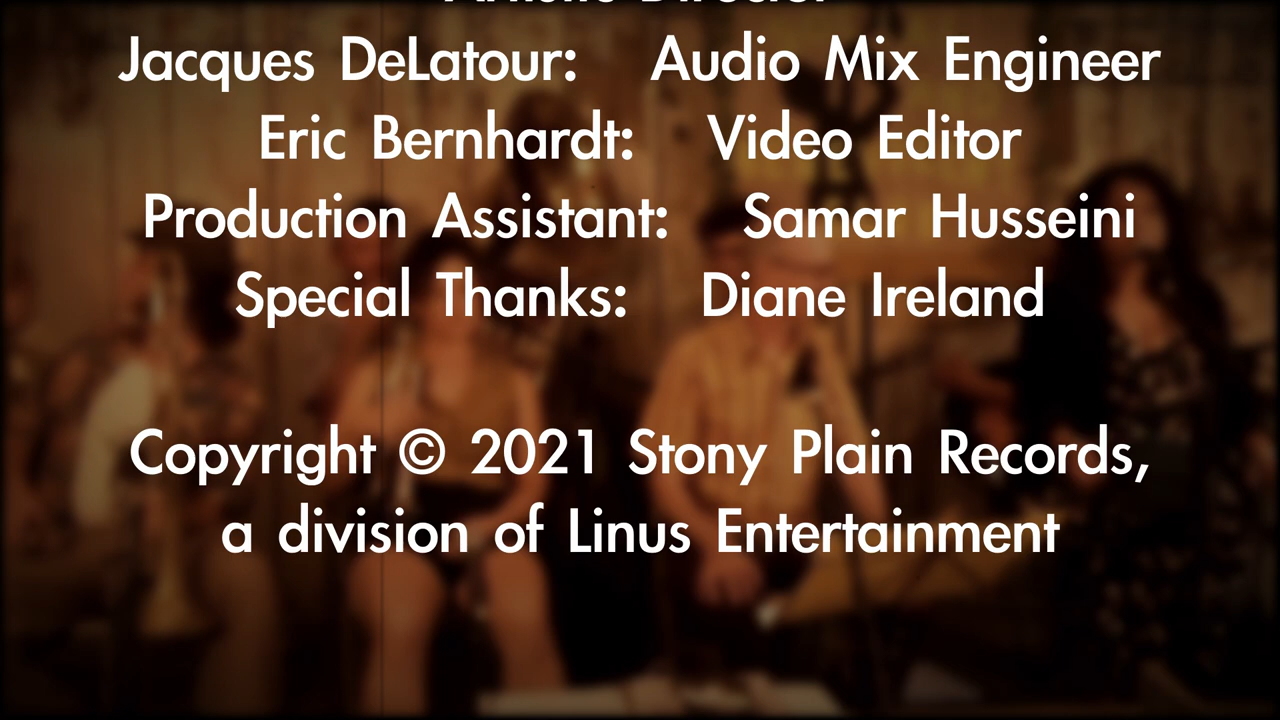 Jacques DeLatour: Audio Mix Engineer
Eric Bernhardt: Video Editor
Production Assistant: Samar Husseini
Special Thanks: Diane Ireland
Copyright © 2021 Stony Plain Records,
a division of Linus Entertainment